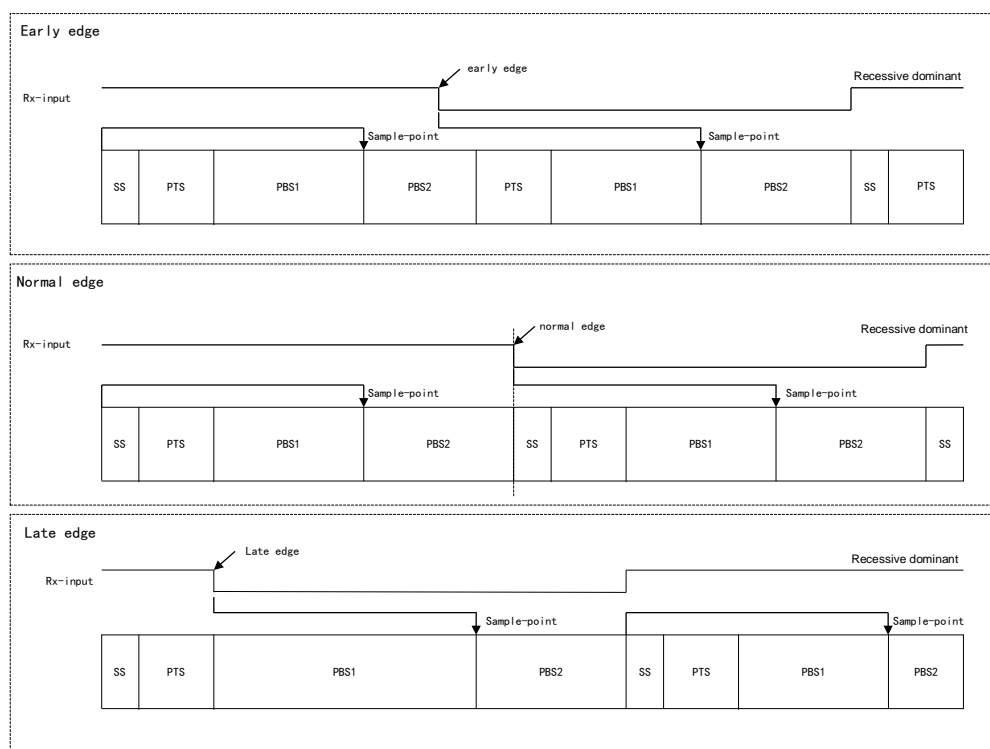 Early edge
early edge
Recessive dominant
Rx-input
Sample-point
Sample-point
SS PTS PBS1 PBS2 PTS PBS1 PBS2 SS PTS
Normal edge
normal edge
Recessive dominant
Rx-input
Sample-point
Sample-point
SS PTS PBS1 PBS2 SS PTS PBS1 PBS2 SS
Late edge
Late edge
Recessive dominant
Rx-input
Sample-point
Sample-point
SS PTS PBS1 PBS2 SS PTS PBS1 PBS2